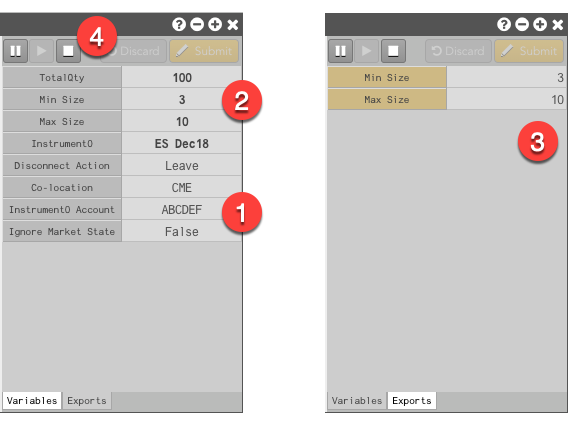 4
Discard Submit
TotalQty 100
Min Size 3
2
Max Size 10
Instrument0 ES Dec18
Disconnect Action Leave
Co-location CME
Instrument0 Account ABCDEF
1
Ignore Market State False
Variables Exports
Discard Submit
Min Size 3
Max Size 10
3
Variables Exports